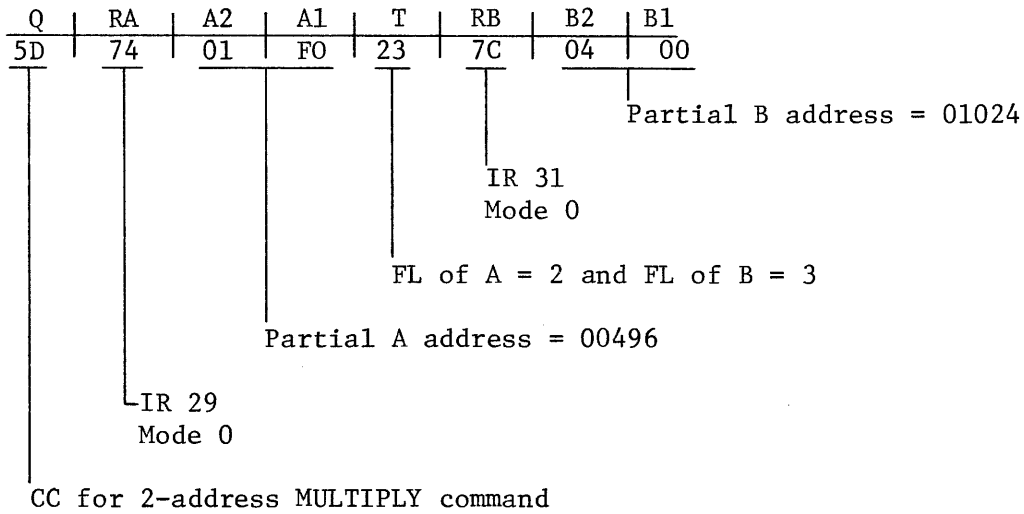 Q | RA | A2 | A1 | T | RB | B2 | B1
5D | 74 | 01 | F0 | 23 | 7C | 04 | 00
Partial B address = 01024
IR 31
Mode 0
FL of A = 2 and FL of B = 3
Partial A address = 00496
IR 29
Mode 0
CC for 2-address MULTIPLY command